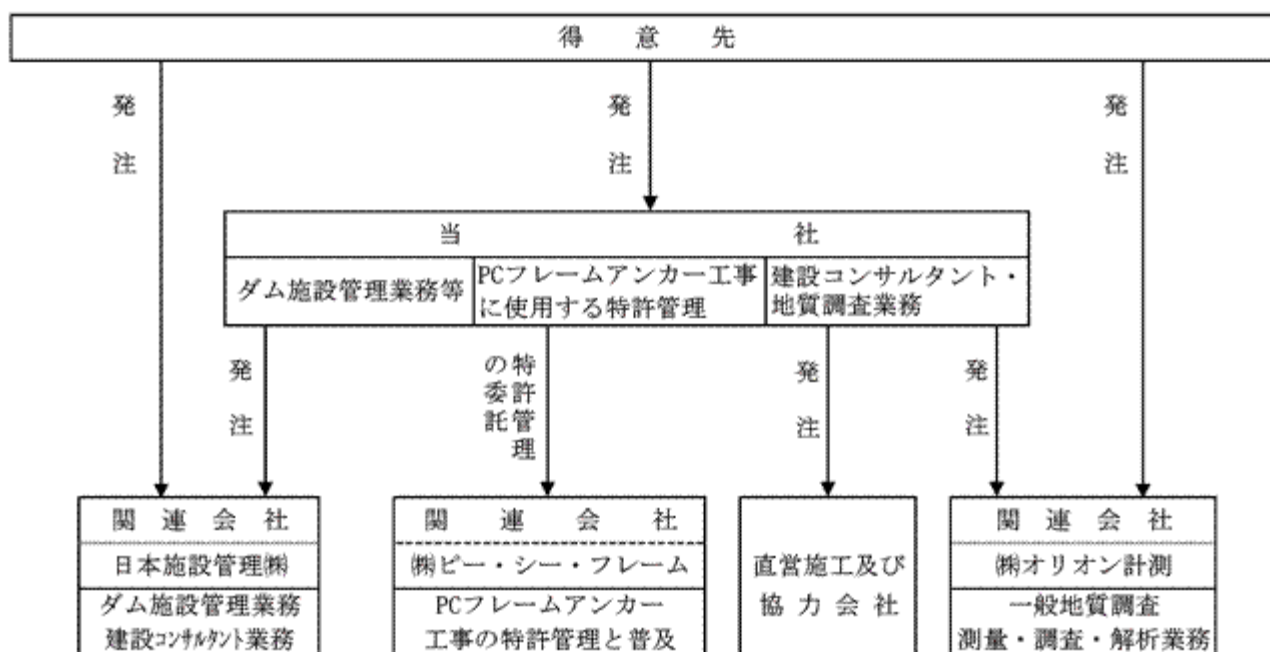 得意先
発注
発注
発注
当社
ダム施設管理業務等
PCフレームアンカー工事
に使用する特許管理
建設コンサルタント・
地質調査業務
発注
特許管理
の委託
発注
発注
関連会社
日本施設管理㈱
ダム施設管理業務
建設コンサルタント業務
関連会社
㈱ピー・シー・フレーム
PCフレームアンカー
工事の特許管理と普及
直営施工及び
協力会社
関連会社
㈱オリオン計測
一般地質調査
測量・調査・解析業務